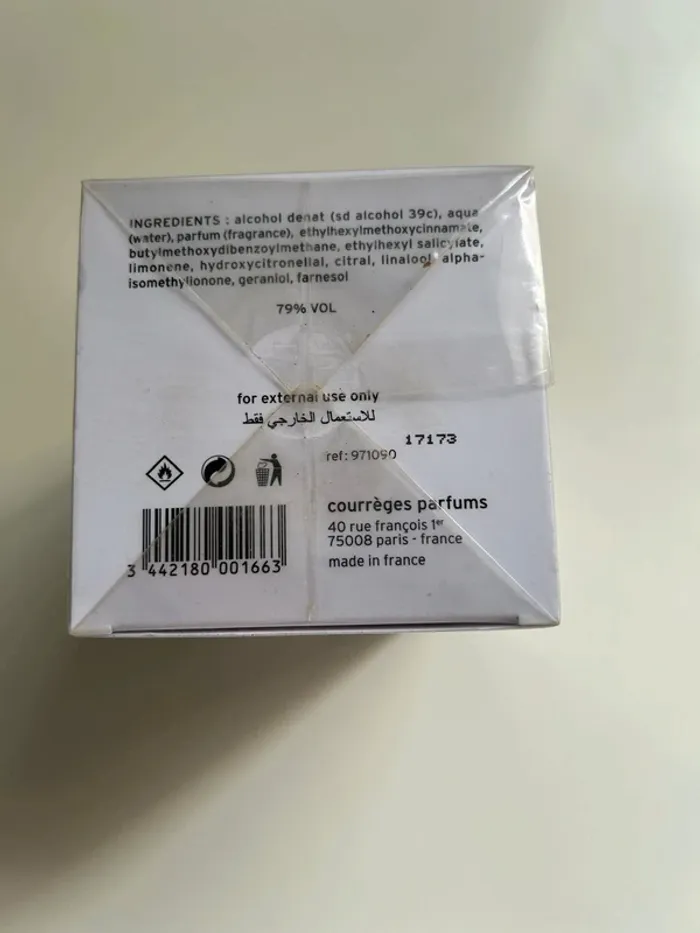 INGREDIENTS : alcohol denat (sd alcohol 39c), aqua
(water), parfum (fragrance), ethylhexylmethoxycinnamate,
butylmethoxydibenzoylmethane, ethylhexyl salicylate,
limonene, hydroxycitronellal, citral, linalool alpha-
isomethylionone, geraniol, farnesol
79% VOL
for external use only
للاستعمال الخارجي فقط
17173
ref: 971090
courrèges parfums
40 rue françois 1er
75008 paris - france
made in france
3 442180 001663